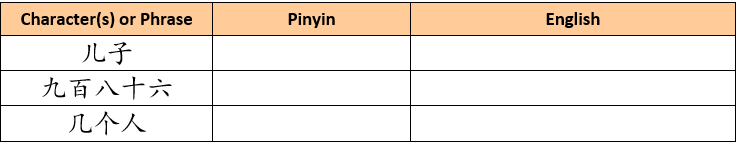 Character(s) or Phrase Pinyin English
儿子
九百八十六
几个人